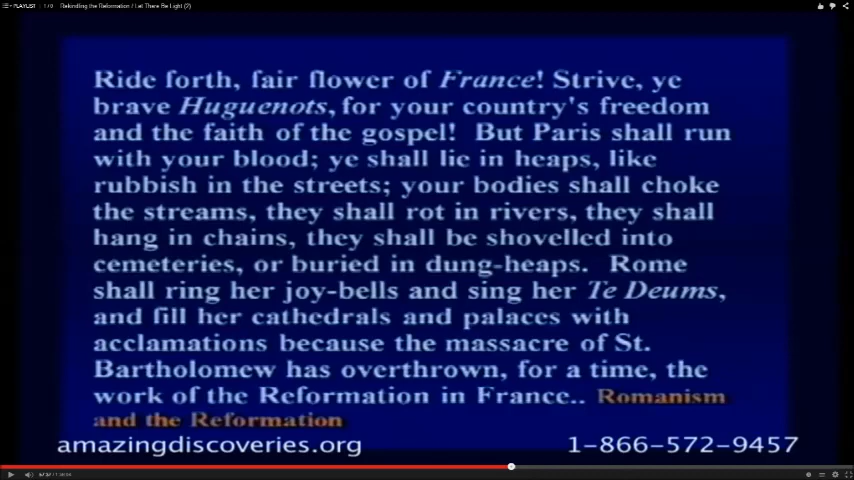 PLAYLIST
Rekindling the Reformation / Let There Be Light (2)
Ride forth, fair flower of France! Strive, ye
brave Huguenots, for your country's freedom
and the faith of the gospel!  But Paris shall run
with your blood; ye shall lie in heaps, like
rubbish in the streets; your bodies shall choke
the streams, they shall rot in rivers, they shall
hang in chains, they shall be shovelled into
cemeteries, or buried in dung-heaps.  Rome
shall ring her joy-bells and sing her Te Deums,
and fill her cathedrals and palaces with
acclamations because the massacre of St.
Bartholomew has overthrown, for a time, the
work of the Reformation in France.. Romanism
and the Reformation
amazingdiscoveries.org 1-866-572-9457